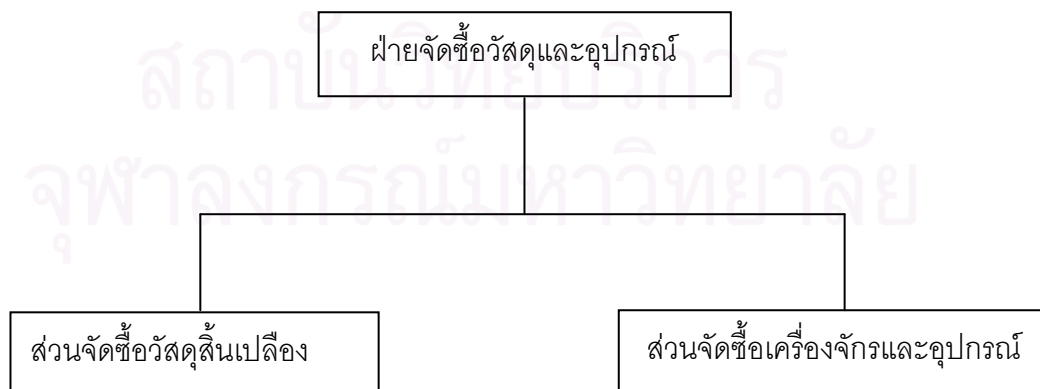 ฝ่ายจัดซื้อวัสดุและอุปกรณ์
สถาบันวิทยบริการ
จุฬาลงกรณ์มหาวิทยาลัย
ส่วนจัดซื้อวัสดุสิ้นเปลือง
ส่วนจัดซื้อเครื่องจักรและอุปกรณ์